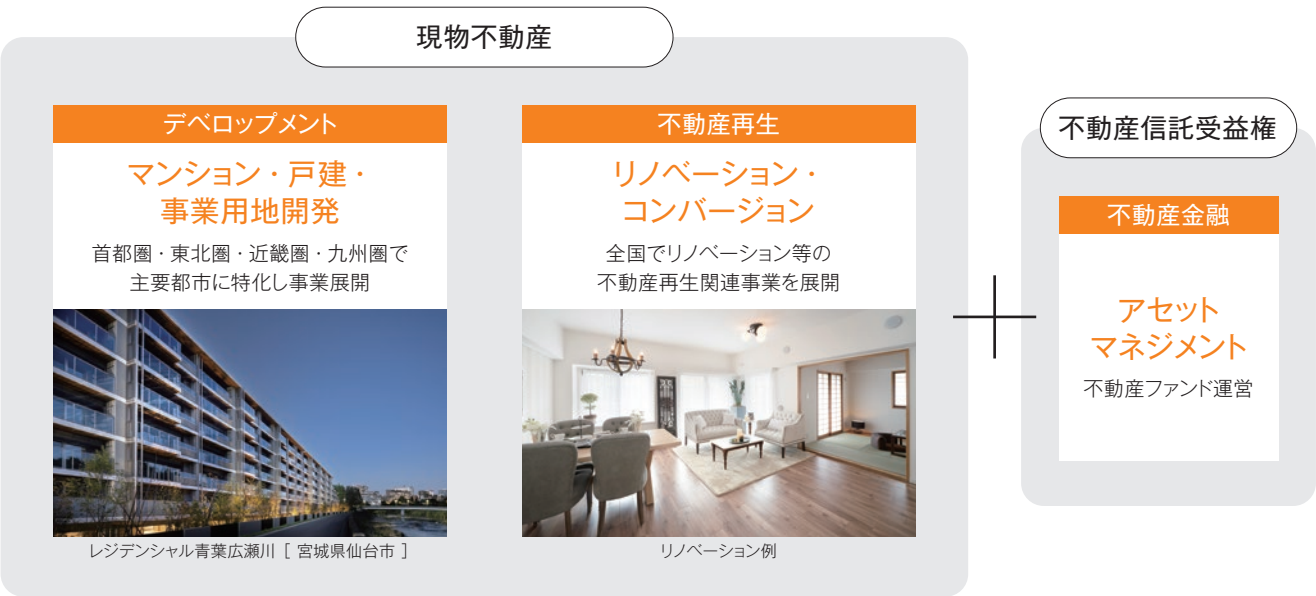 現物不動産
デベロップメント
マンション・戸建・
事業用地開発
首都圏・東北圏・近畿圏・九州圏で
主要都市に特化し事業展開
レジデンシャル青葉広瀬川［宮城県仙台市］
不動産再生
リノベーション・
コンバージョン
全国でリノベーション等の
不動産再生関連事業を展開
リノベーション例
不動産信託受益権
不動産金融
アセット
マネジメント
不動産ファンド運営